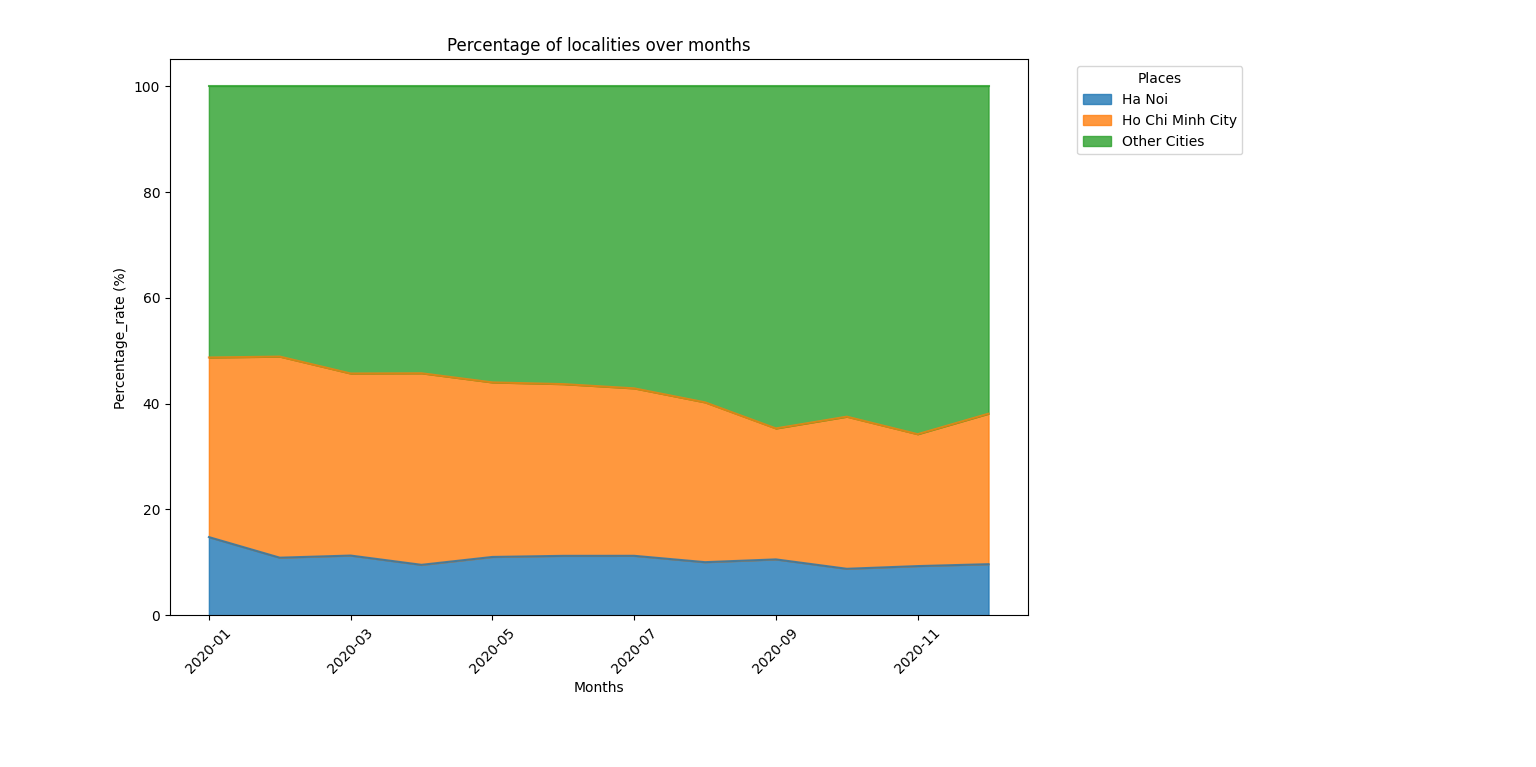 Percentage of localities over months
Places
Ha Noi
Ho Chi Minh City
Other Cities
Percentage_rate (%)
100
80
60
40
20
0
2020-01
2020-03
2020-05
2020-07
2020-09
2020-11
Months